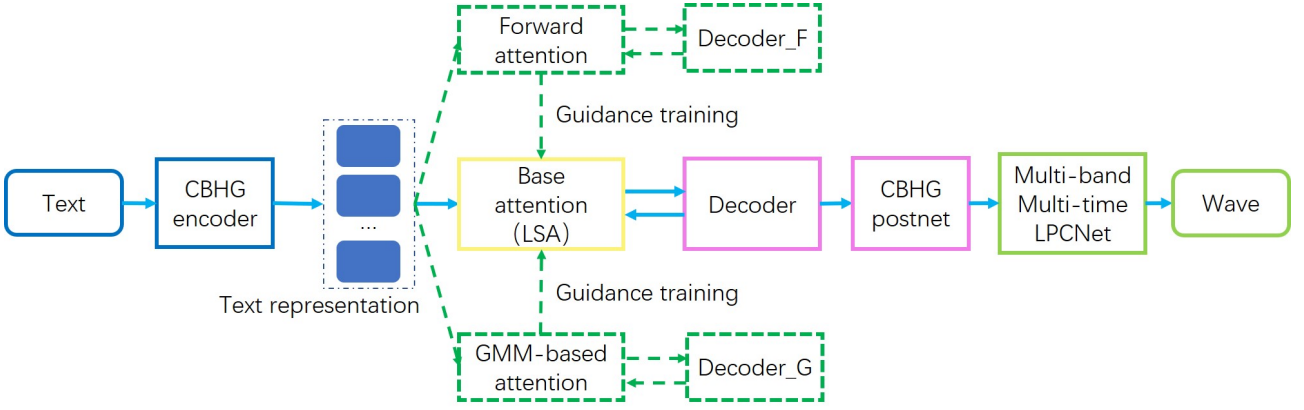 Forward
attention
Decoder_F
Guidance training
Text
CBHG
encoder
...
Text representation
Base
attention
(LSA)
Decoder
CBHG
postnet
Multi-band
Multi-time
LPCNet
Wave
Guidance training
GMM-based
attention
Decoder_G